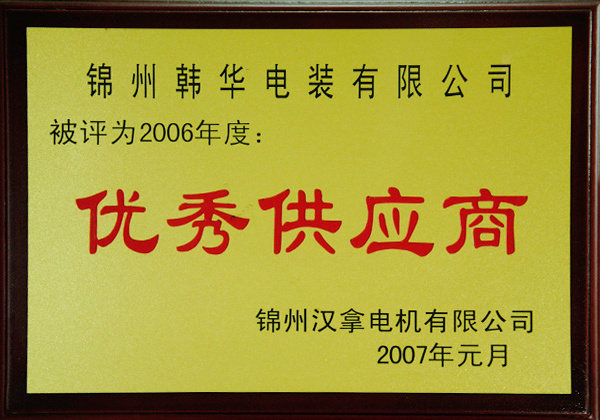 锦州韩华电装有限公司
被评为2006年度：
优秀供应商
锦州汉拿电机有限公司
2007年元月